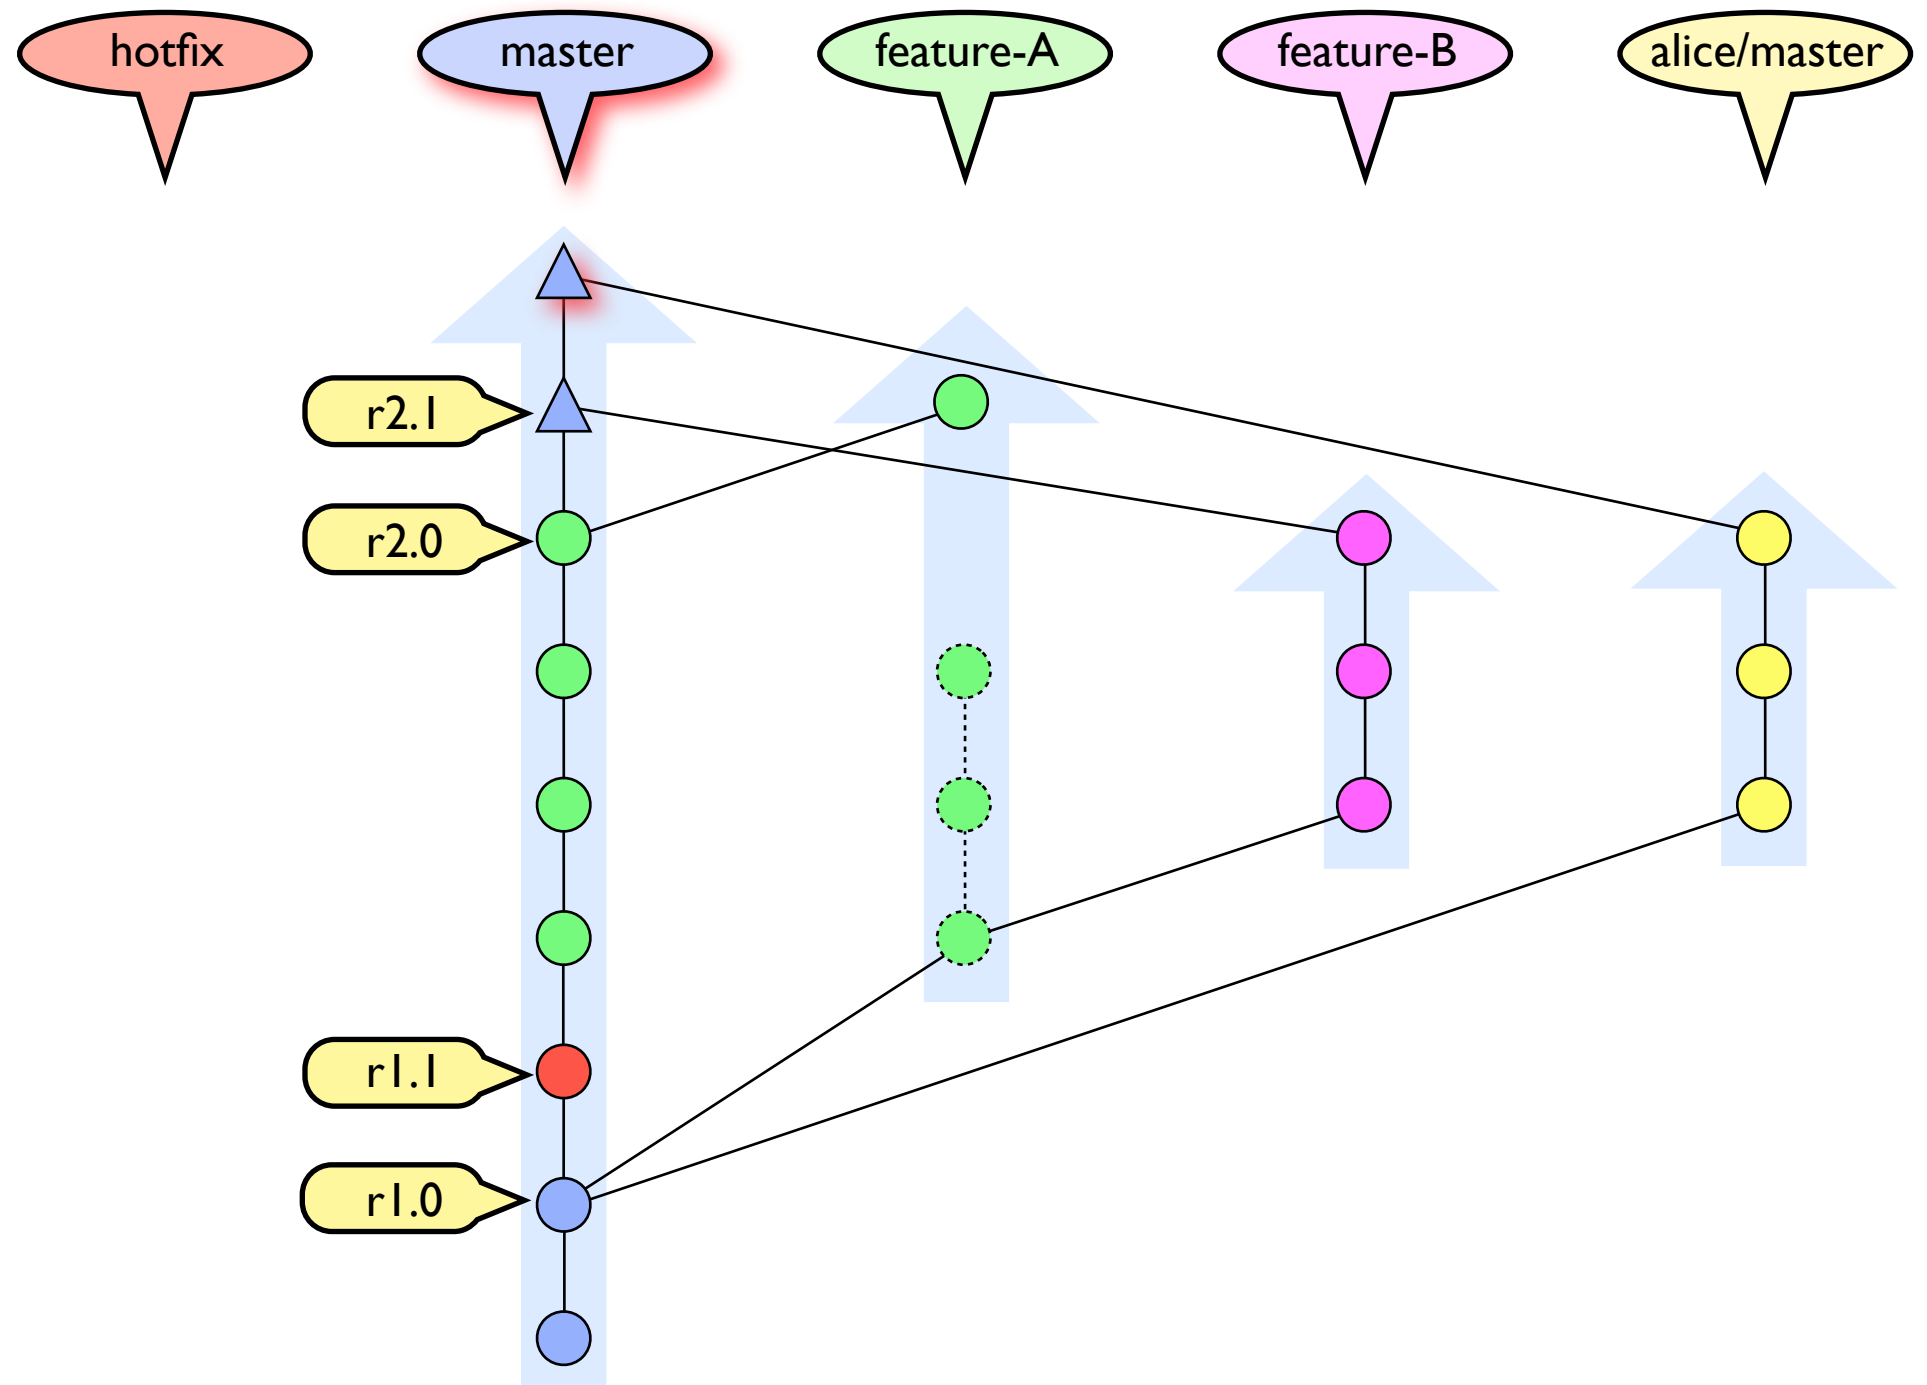 hotfix
master
feature-A
feature-B
alice/master
r2.1
r2.0
r1.1
r1.0